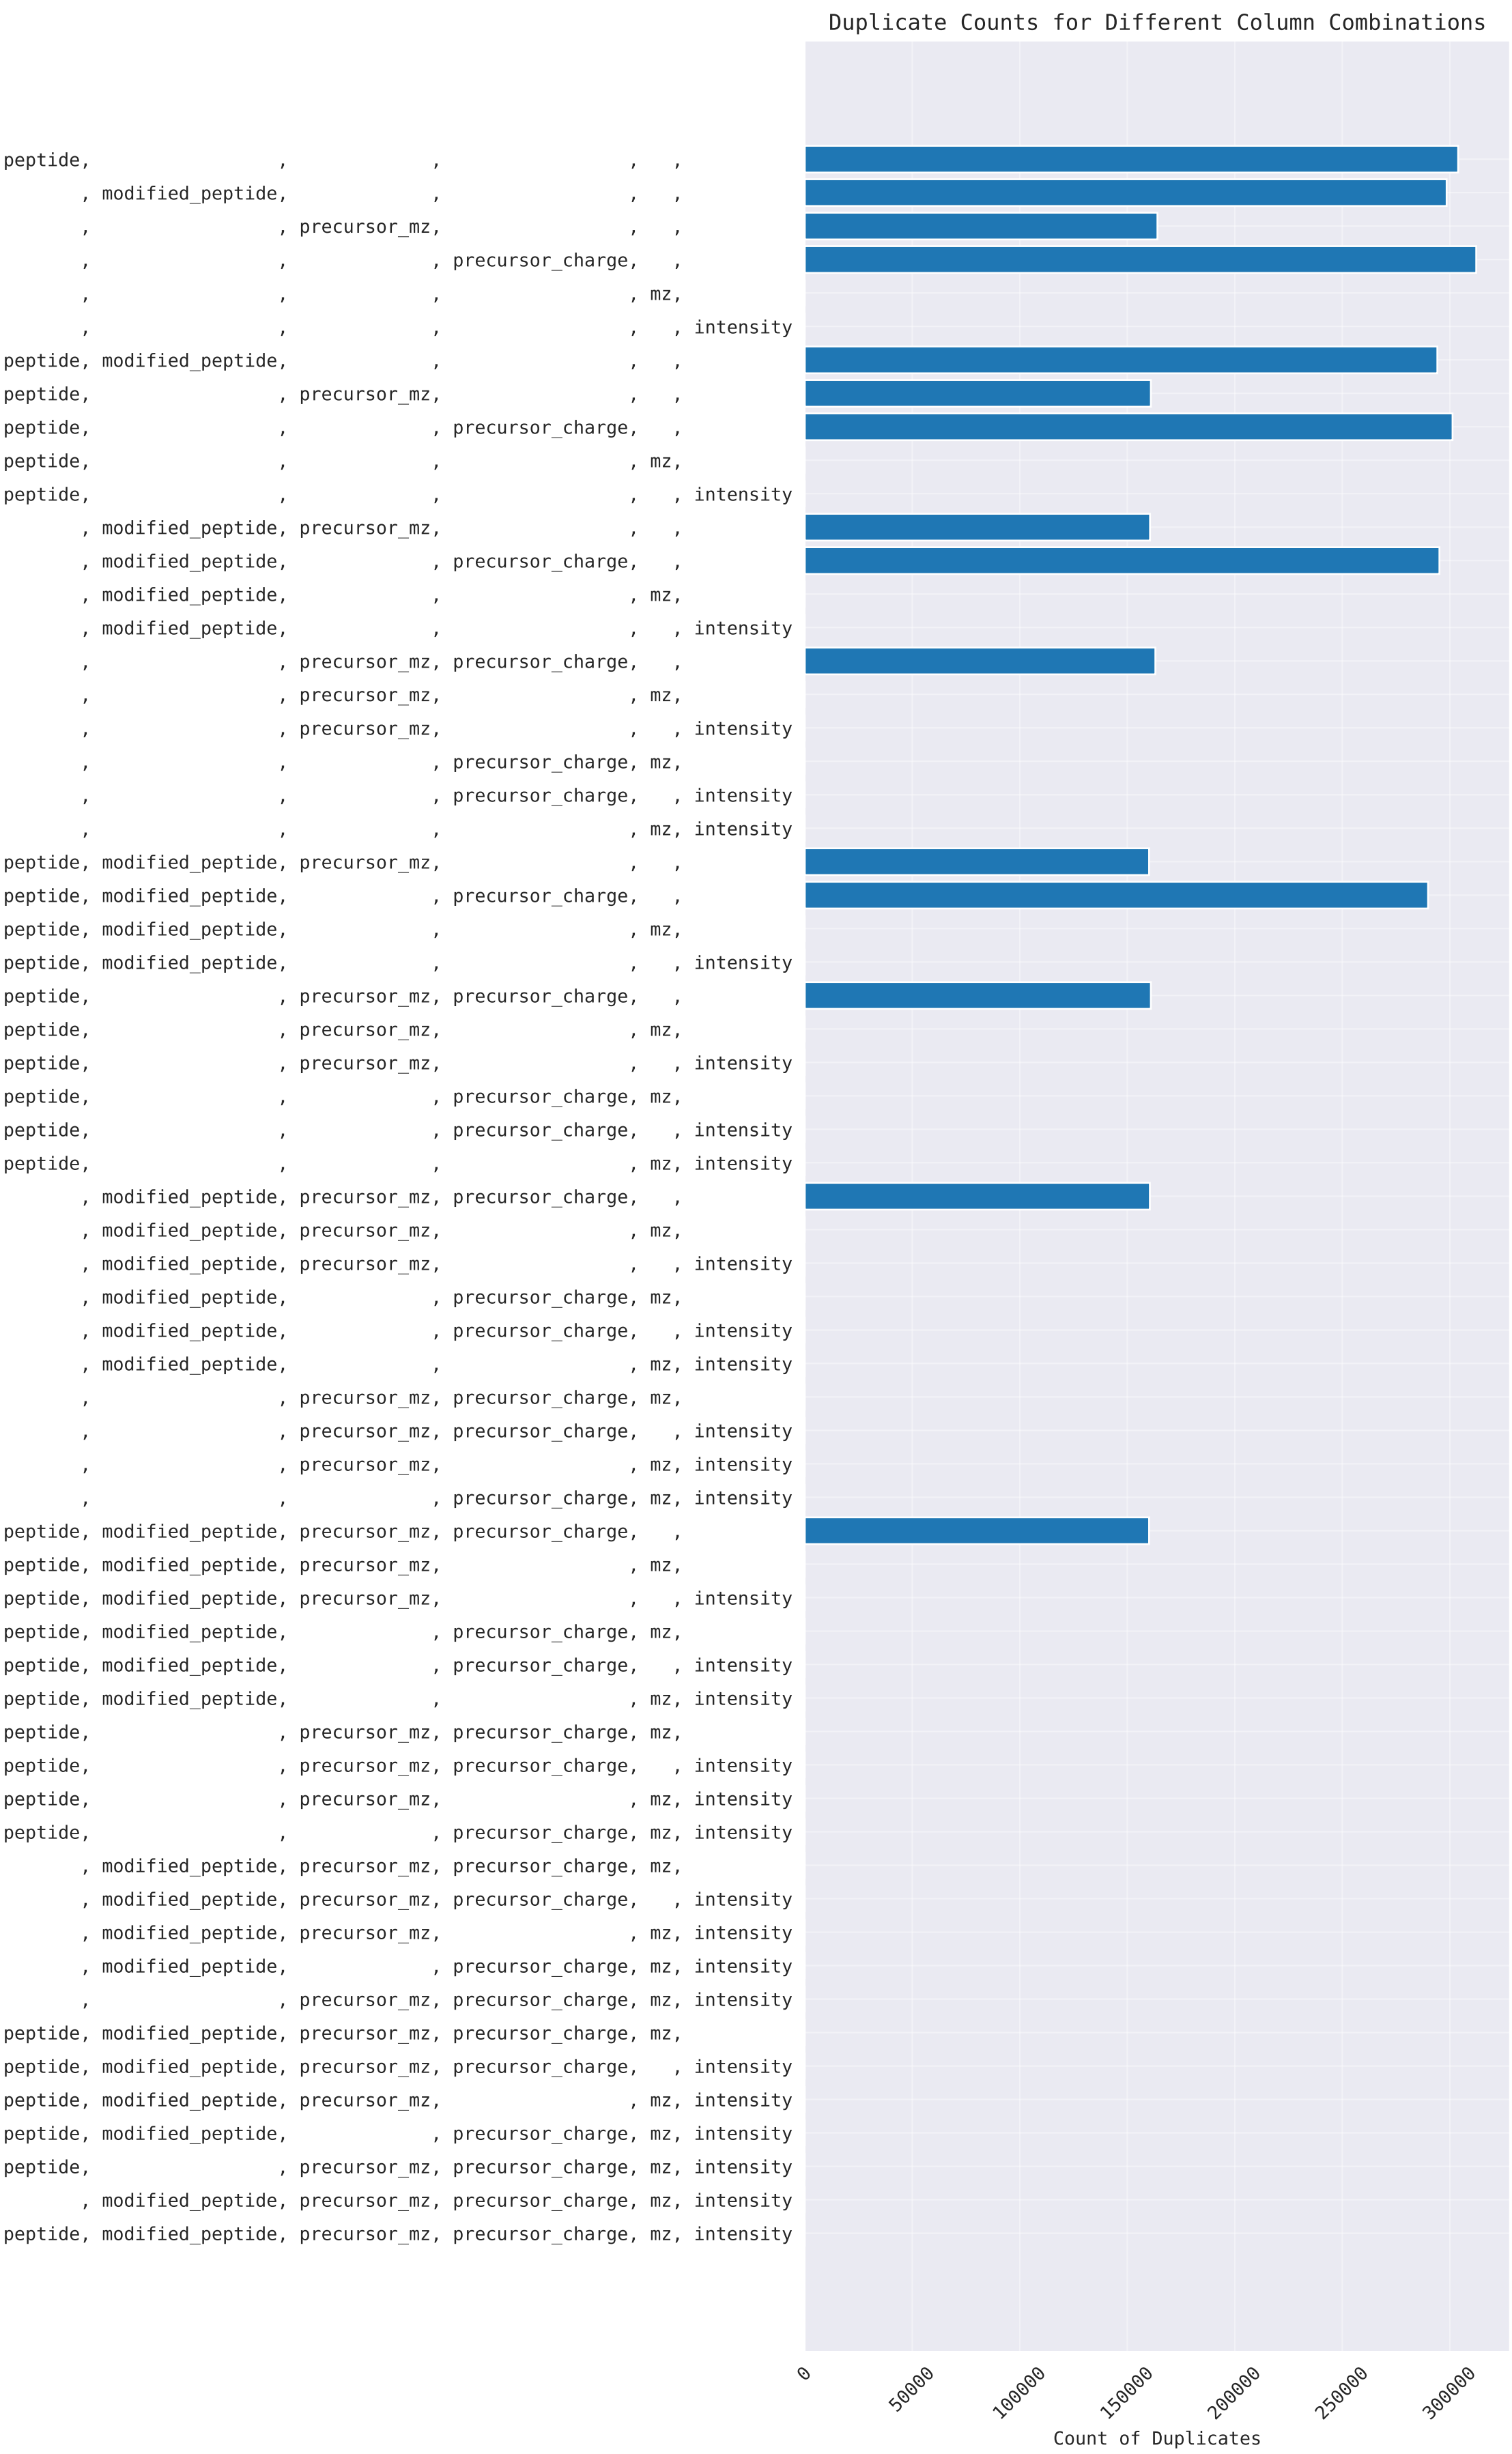 Duplicate Counts for Different Column Combinations
peptide,                 ,             ,                 ,   ,
       , modified_peptide,             ,                 ,   ,
       ,                 , precursor_mz,                 ,   ,
       ,                 ,             , precursor_charge,   ,
       ,                 ,             ,                 , mz,
       ,                 ,             ,                 ,   , intensity
peptide, modified_peptide,             ,                 ,   ,
peptide,                 , precursor_mz,                 ,   ,
peptide,                 ,             , precursor_charge,   ,
peptide,                 ,             ,                 , mz,
peptide,                 ,             ,                 ,   , intensity
       , modified_peptide, precursor_mz,                 ,   ,
       , modified_peptide,             , precursor_charge,   ,
       , modified_peptide,             ,                 , mz,
       , modified_peptide,             ,                 ,   , intensity
       ,                 , precursor_mz, precursor_charge,   ,
       ,                 , precursor_mz,                 , mz,
       ,                 , precursor_mz,                 ,   , intensity
       ,                 ,             , precursor_charge, mz,
       ,                 ,             , precursor_charge,   , intensity
       ,                 ,             ,                 , mz, intensity
peptide, modified_peptide, precursor_mz,                 ,   ,
peptide, modified_peptide,             , precursor_charge,   ,
peptide, modified_peptide,             ,                 , mz,
peptide, modified_peptide,             ,                 ,   , intensity
peptide,                 , precursor_mz, precursor_charge,   ,
peptide,                 , precursor_mz,                 , mz,
peptide,                 , precursor_mz,                 ,   , intensity
peptide,                 ,             , precursor_charge, mz,
peptide,                 ,             , precursor_charge,   , intensity
peptide,                 ,             ,                 , mz, intensity
       , modified_peptide, precursor_mz, precursor_charge,   ,
       , modified_peptide, precursor_mz,                 , mz,
       , modified_peptide, precursor_mz,                 ,   , intensity
       , modified_peptide,             , precursor_charge, mz,
       , modified_peptide,             , precursor_charge,   , intensity
       , modified_peptide,             ,                 , mz, intensity
       ,                 , precursor_mz, precursor_charge, mz,
       ,                 , precursor_mz, precursor_charge,   , intensity
       ,                 , precursor_mz,                 , mz, intensity
       ,                 ,             , precursor_charge, mz, intensity
peptide, modified_peptide, precursor_mz, precursor_charge,   ,
peptide, modified_peptide, precursor_mz,                 , mz,
peptide, modified_peptide, precursor_mz,                 ,   , intensity
peptide, modified_peptide,             , precursor_charge, mz,
peptide, modified_peptide,             , precursor_charge,   , intensity
peptide, modified_peptide,             ,                 , mz, intensity
peptide,                 , precursor_mz, precursor_charge, mz,
peptide,                 , precursor_mz, precursor_charge,   , intensity
peptide,                 , precursor_mz,                 , mz, intensity
peptide,                 ,             , precursor_charge, mz, intensity
       , modified_peptide, precursor_mz, precursor_charge, mz,
       , modified_peptide, precursor_mz, precursor_charge,   , intensity
       , modified_peptide, precursor_mz,                 , mz, intensity
       , modified_peptide,             , precursor_charge, mz, intensity
       ,                 , precursor_mz, precursor_charge, mz, intensity
peptide, modified_peptide, precursor_mz, precursor_charge, mz,
peptide, modified_peptide, precursor_mz, precursor_charge,   , intensity
peptide, modified_peptide, precursor_mz,                 , mz, intensity
peptide, modified_peptide,             , precursor_charge, mz, intensity
peptide,                 , precursor_mz, precursor_charge, mz, intensity
       , modified_peptide, precursor_mz, precursor_charge, mz, intensity
peptide, modified_peptide, precursor_mz, precursor_charge, mz, intensity
0 50000 100000 150000 200000 250000 300000
Count of Duplicates